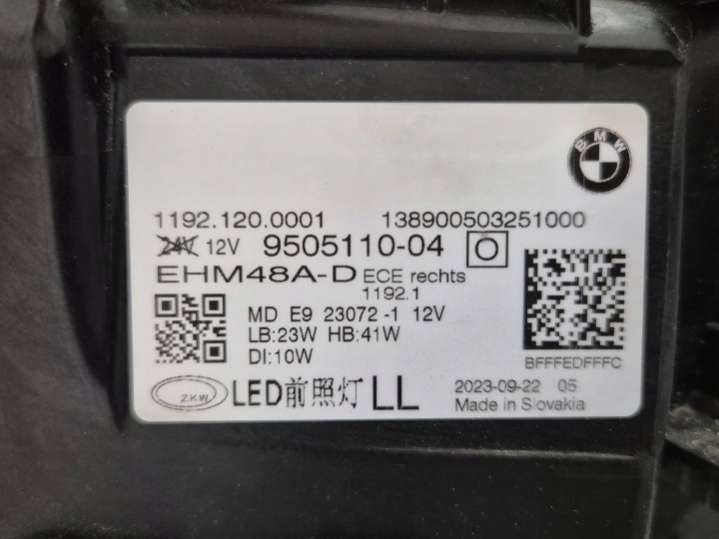 BMW
1192.120.0001 138900503251000
24V 12V 9505110-04 O
EHM48A-D ECE rechts
1192.1
MD E9 23072 -1 12V
LB:23W HB:41W
DI:10W
BFFFEDFFFC
ZKW LED前照灯 LL
2023-09-22 05
Made in Slovakia